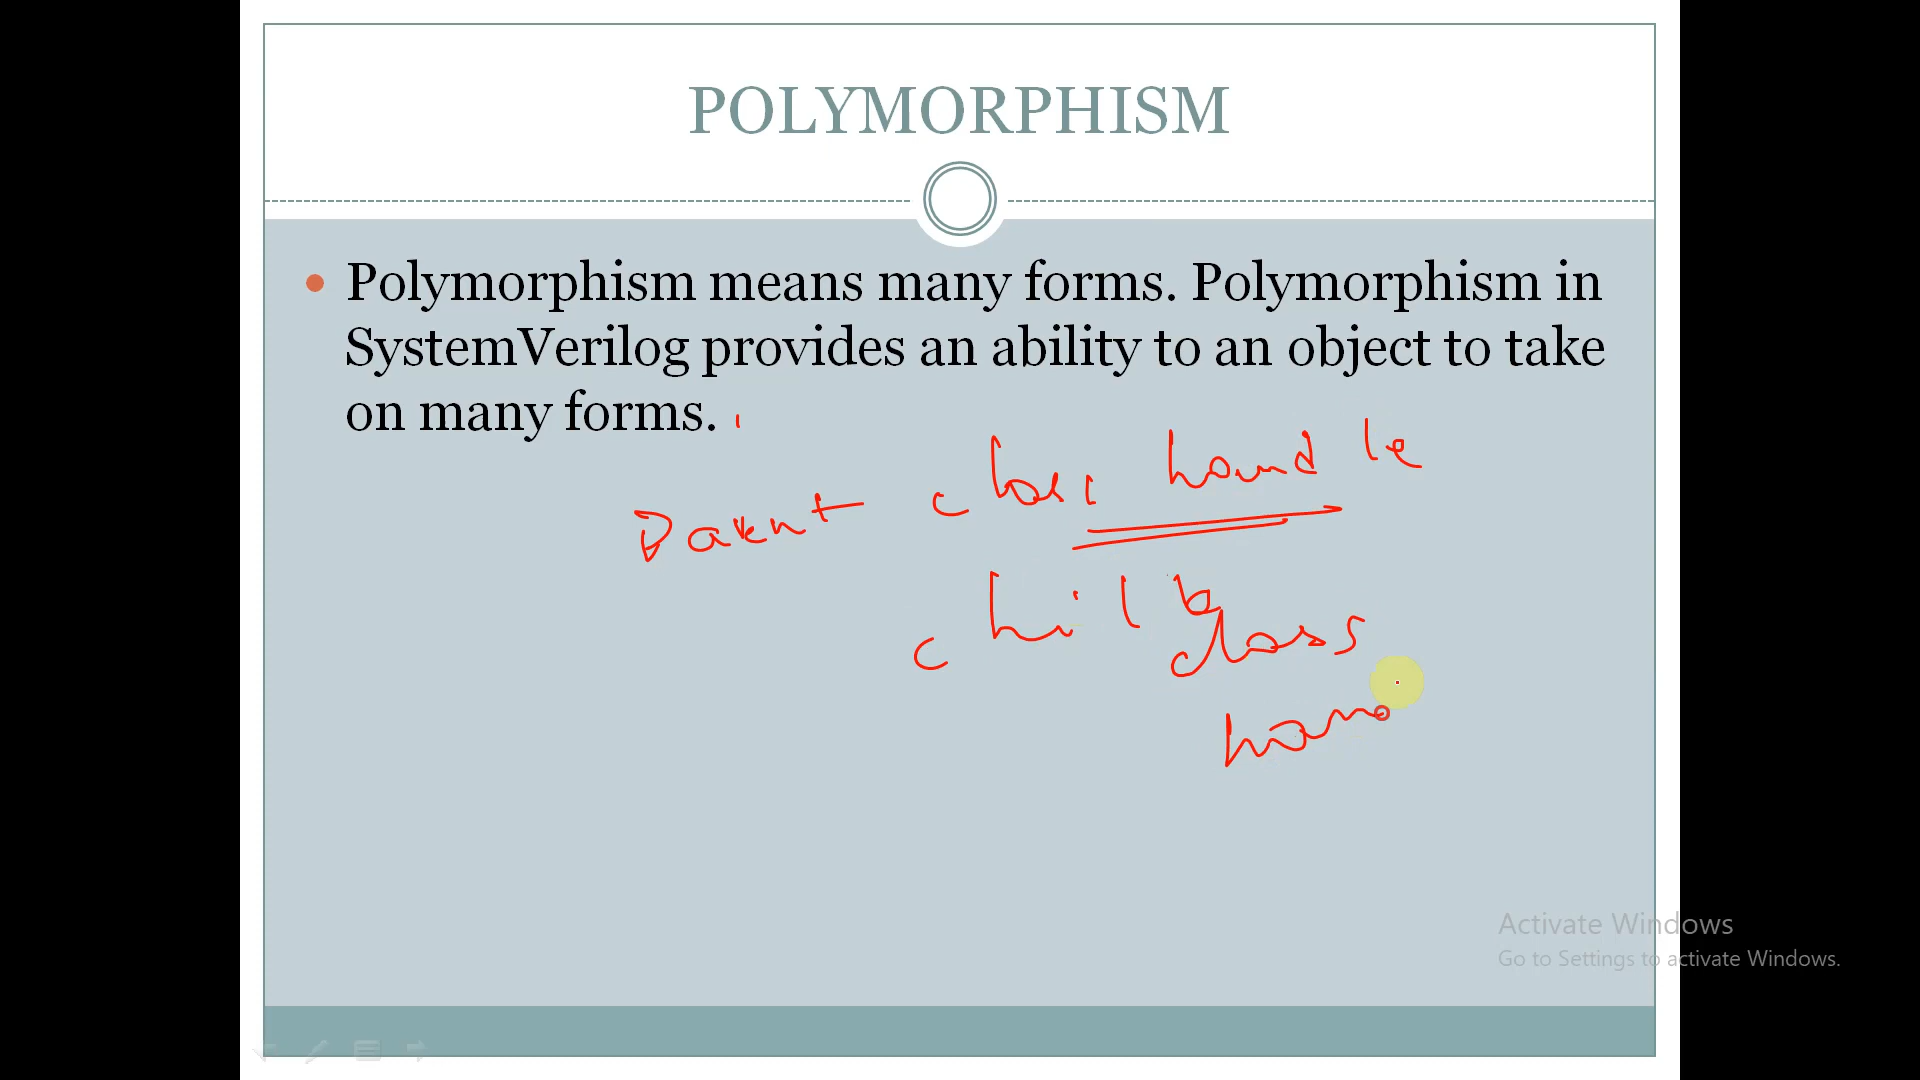 POLYMORPHISM
Polymorphism means many forms. Polymorphism in
SystemVerilog provides an ability to an object to take
on many forms.
Parent class handle
child
class
han
Activate Windows
Go to Settings to activate Windows.